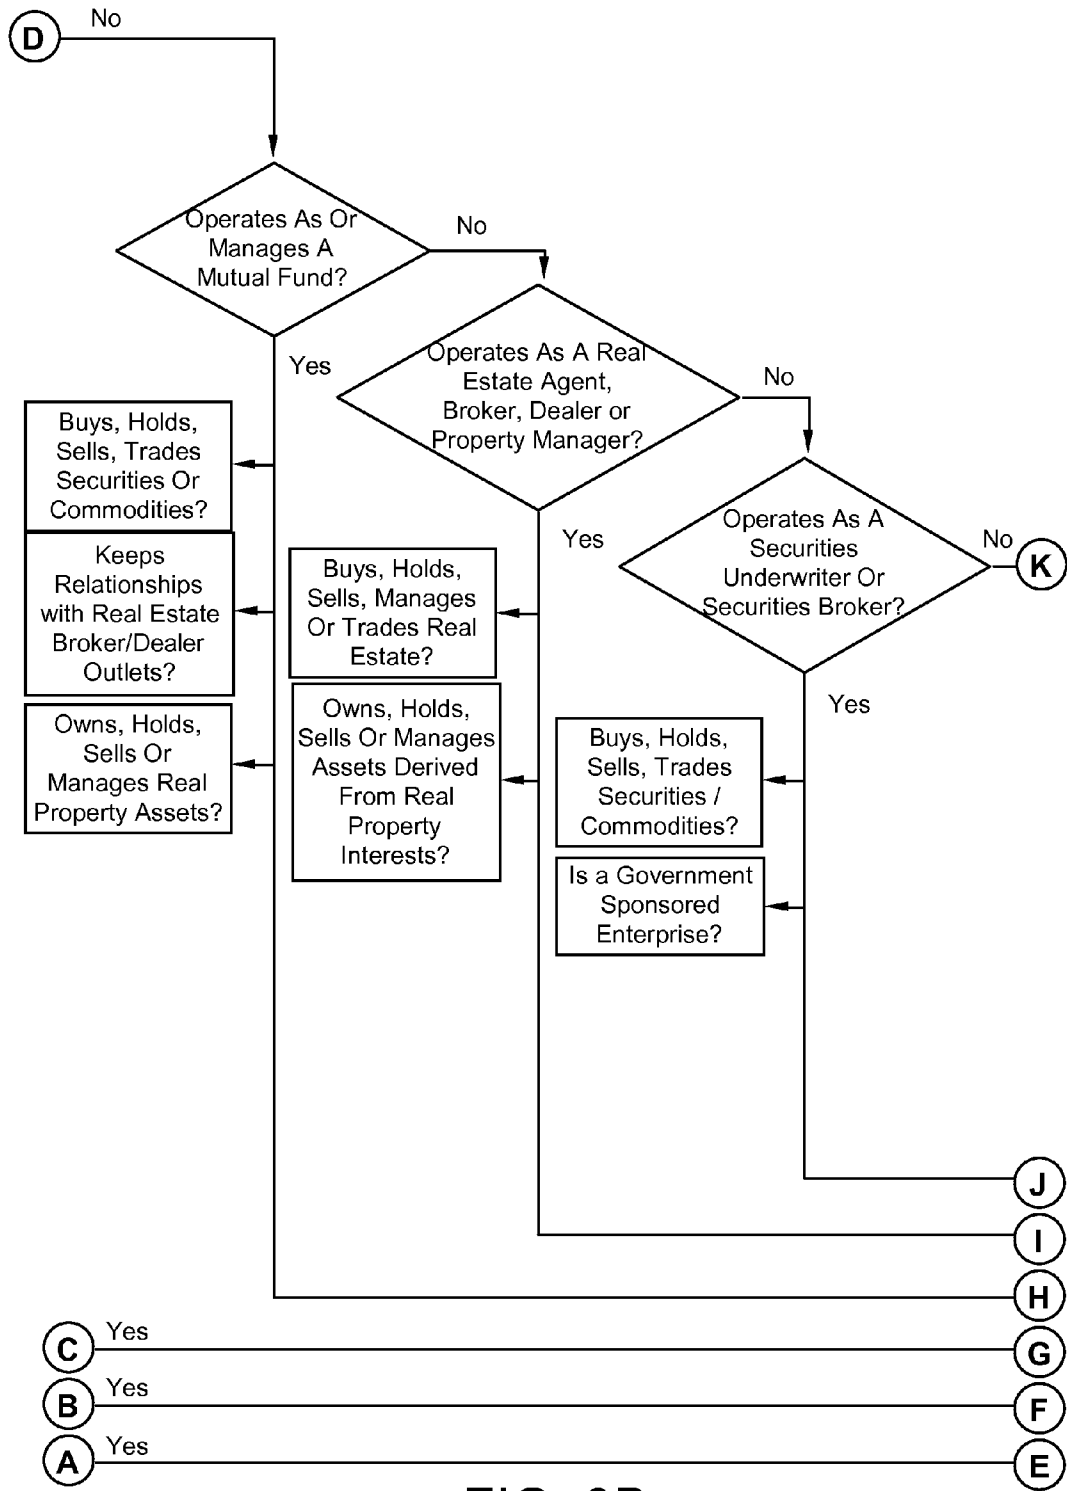 D
No
Operates As Or
Manages A
Mutual Fund?
No
Yes
Operates As A Real
Estate Agent,
Broker, Dealer or
Property Manager?
No
Yes
Operates As A
Securities
Underwriter Or
Securities Broker?
No
K
Yes
Buys, Holds,
Sells, Trades
Securities Or
Commodities?
Keeps
Relationships
with Real Estate
Broker/Dealer
Outlets?
Owns, Holds,
Sells Or
Manages Real
Property Assets?
Buys, Holds,
Sells, Manages
Or Trades Real
Estate?
Owns, Holds,
Sells Or Manages
Assets Derived
From Real
Property
Interests?
Buys, Holds,
Sells, Trades
Securities /
Commodities?
Is a Government
Sponsored
Enterprise?
J
I
H
C
Yes
G
B
Yes
F
A
Yes
E